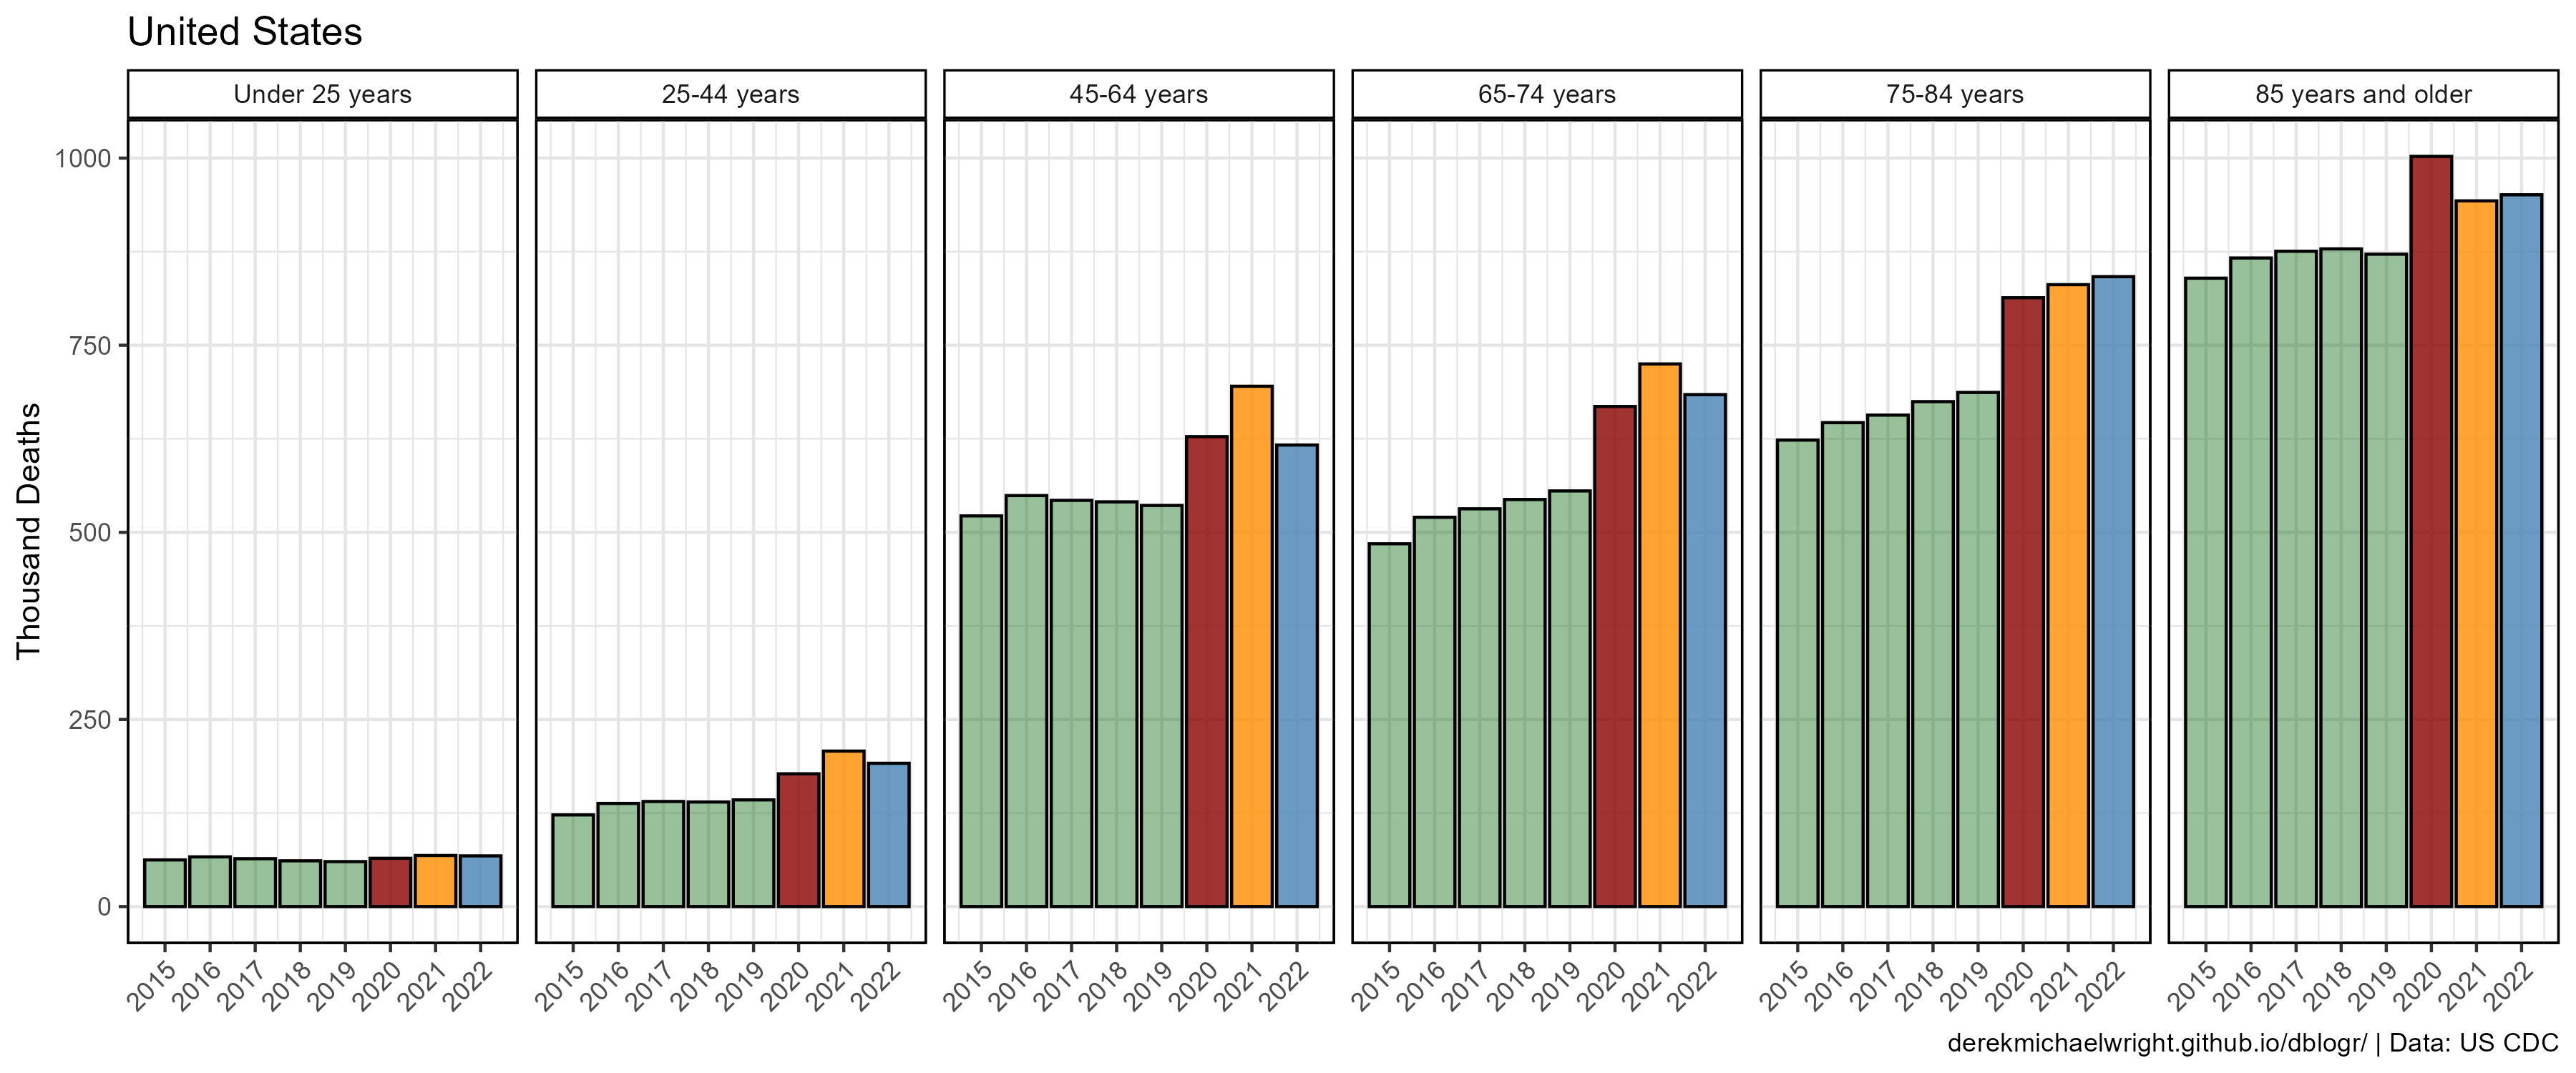 United States
Under 25 years 25-44 years 45-64 years 65-74 years 75-84 years 85 years and older
1000
750
500
250
0
Thousand Deaths
2015 2016 2017 2018 2019 2020 2021 2022 2015 2016 2017 2018 2019 2020 2021 2022 2015 2016 2017 2018 2019 2020 2021 2022 2015 2016 2017 2018 2019 2020 2021 2022 2015 2016 2017 2018 2019 2020 2021 2022 2015 2016 2017 2018 2019 2020 2021 2022
derekmichaelwright.github.io/dblogr/ | Data: US CDC